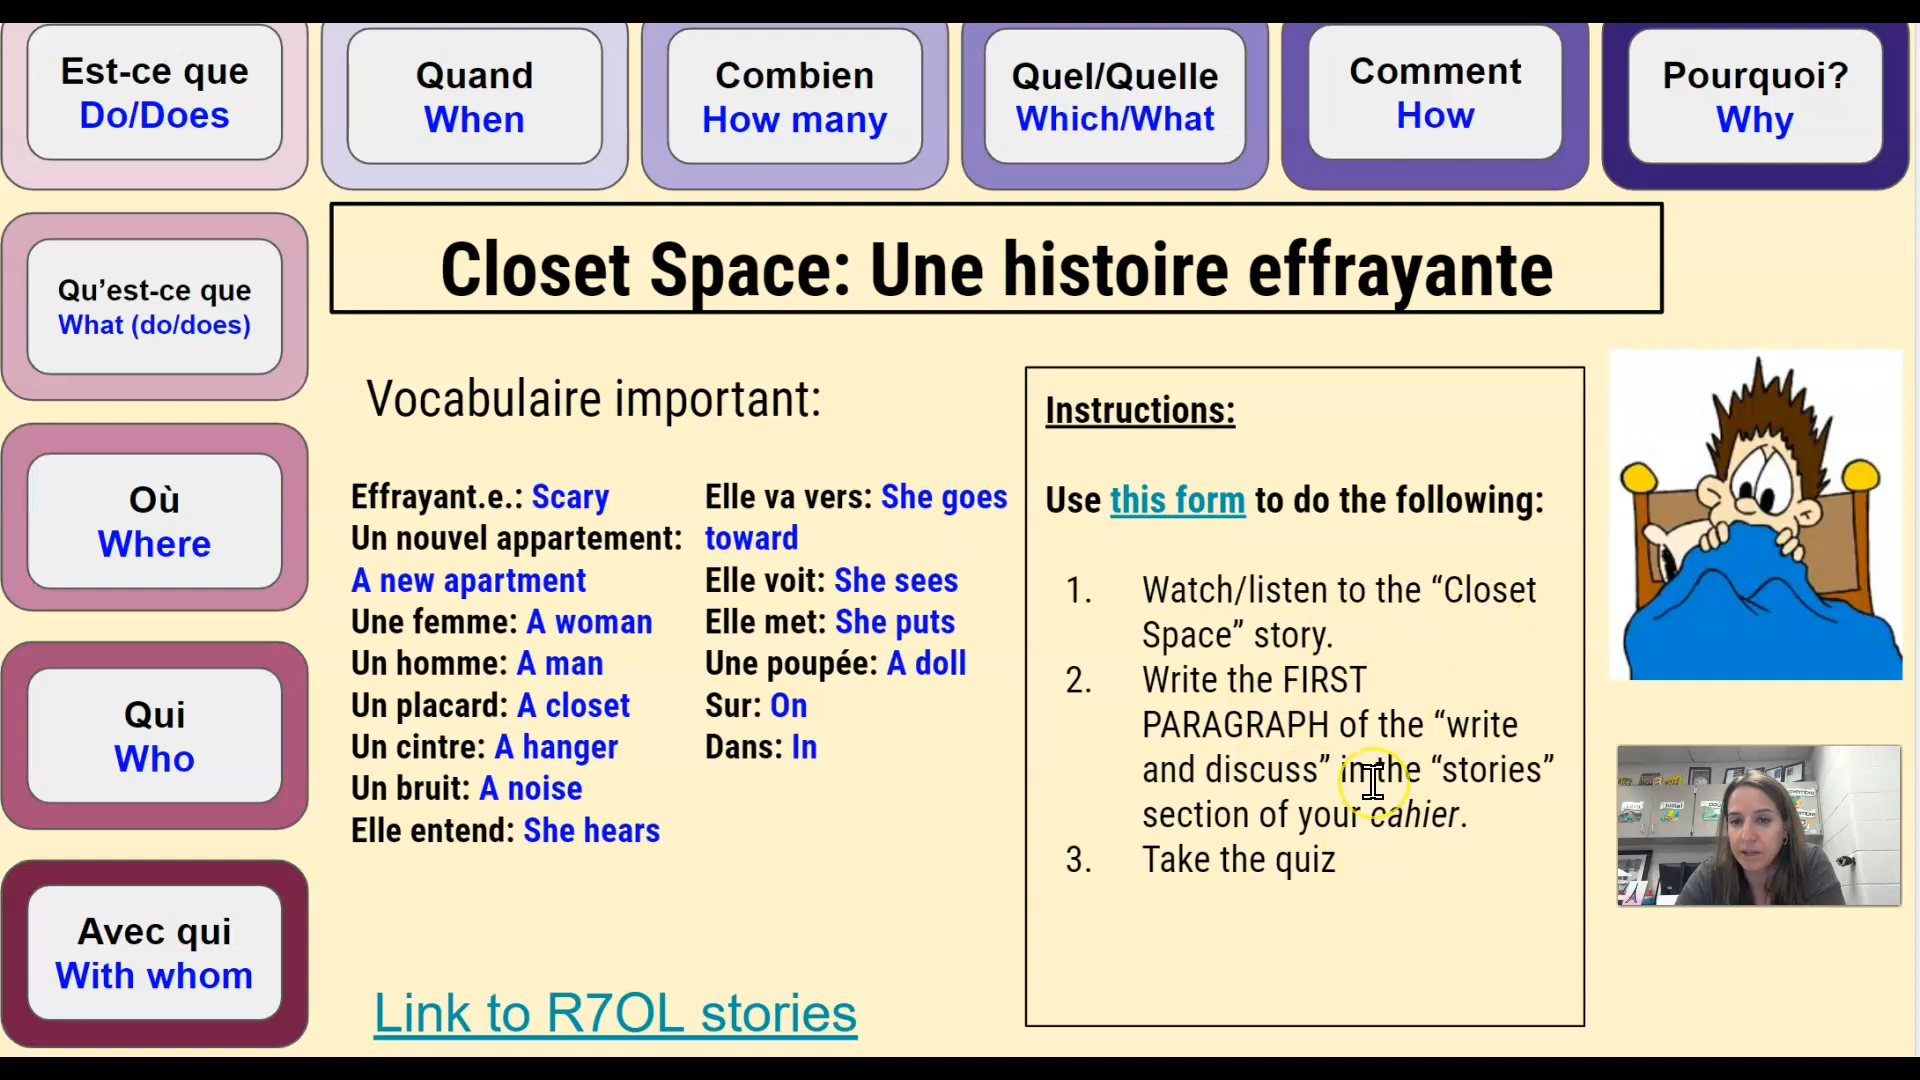 Est-ce que
Do/Does
Quand
When
Combien
How many
Quel/Quelle
Which/What
Comment
How
Pourquoi?
Why
Qu’est-ce que
What (do/does)
Où
Where
Qui
Who
Avec qui
With whom
Closet Space: Une histoire effrayante
Vocabulaire important:
Effrayant.e.: Scary
Un nouvel appartement:
A new apartment
Une femme: A woman
Un homme: A man
Un placard: A closet
Un cintre: A hanger
Un bruit: A noise
Elle entend: She hears
Elle va vers: She goes
toward
Elle voit: She sees
Elle met: She puts
Une poupée: A doll
Sur: On
Dans: In
Link to R7OL stories
Instructions:
Use this form to do the following:
1. Watch/listen to the “Closet
Space” story.
2. Write the FIRST
PARAGRAPH of the “write
and discuss” in the “stories”
section of your cahier.
3. Take the quiz
juillet